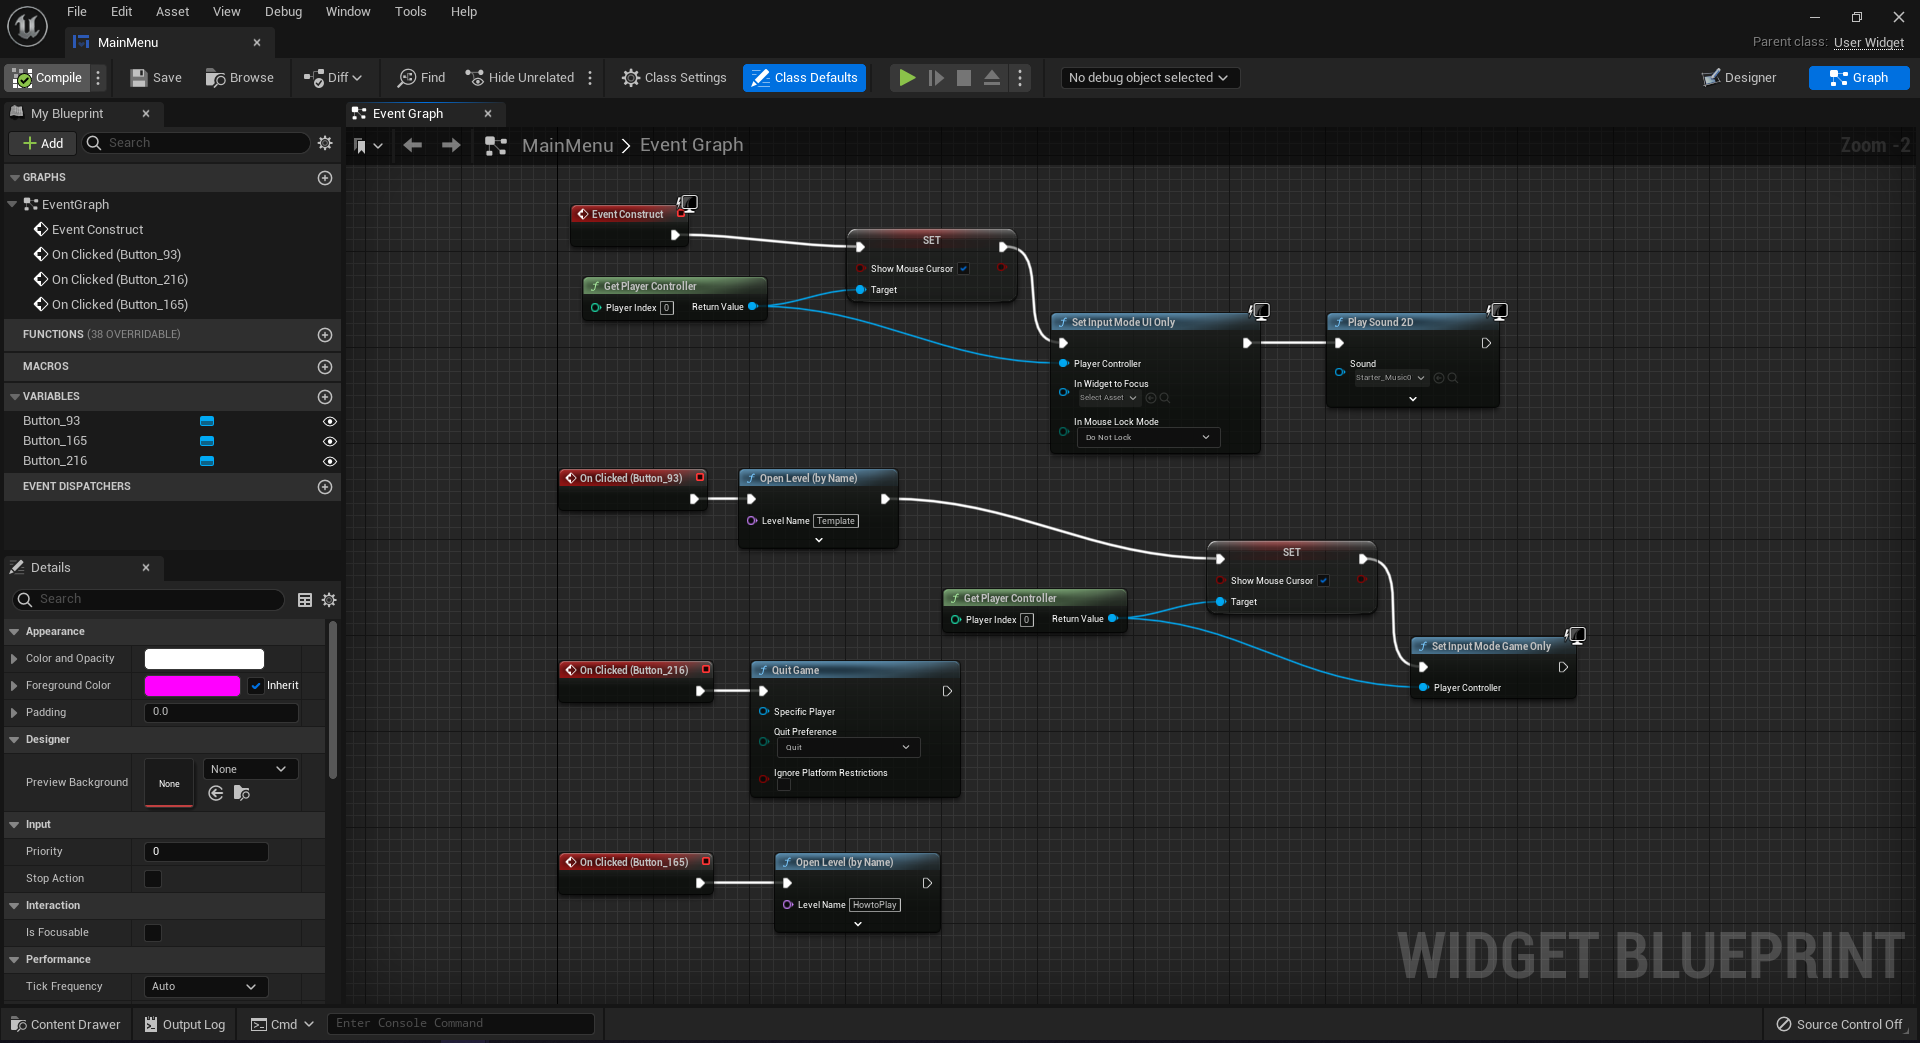 File Edit Asset View Debug Window Tools Help
MainMenu
Parent class: User Widget
Compile Save Browse Diff Find Hide Unrelated Class Settings Class Defaults No debug object selected Designer Graph
My Blueprint
Event Graph
Add Search
MainMenu > Event Graph
Zoom -2
GRAPHS
EventGraph
Event Construct
On Clicked (Button_93)
On Clicked (Button_216)
On Clicked (Button_165)
FUNCTIONS (38 OVERRIDABLE)
MACROS
VARIABLES
Button_93
Button_165
Button_216
EVENT DISPATCHERS
Details
Search
Appearance
Color and Opacity
Foreground Color Inherit
Padding 0.0
Designer
Preview Background None None
Input
Priority 0
Stop Action
Interaction
Is Focusable
Performance
Tick Frequency Auto
Event Construct
SET
Show Mouse Cursor
Target
f Get Player Controller
Player Index 0 Return Value
f Set Input Mode UI Only
Player Controller
In Widget to Focus
Select Asset
In Mouse Lock Mode
Do Not Lock
f Play Sound 2D
Sound
Starter_Music0
On Clicked (Button_93)
f Open Level (by Name)
Level Name Template
SET
Show Mouse Cursor
Target
f Get Player Controller
Player Index 0 Return Value
f Set Input Mode Game Only
Player Controller
On Clicked (Button_216)
f Quit Game
Specific Player
Quit Preference
Quit
Ignore Platform Restrictions
On Clicked (Button_165)
f Open Level (by Name)
Level Name HowtoPlay
WIDGET BLUEPRINT
Content Drawer Output Log Cmd Enter Console Command Source Control Off